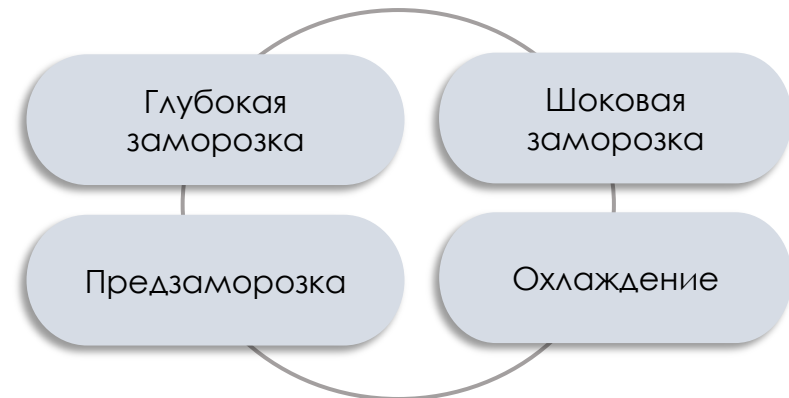 Глубокая
заморозка
Шоковая
заморозка
Предзаморозка
Охлаждение